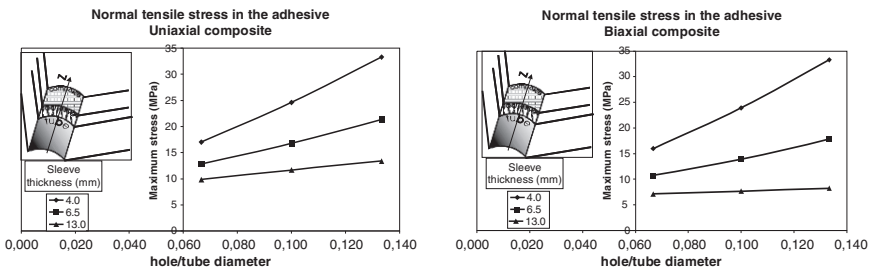 Normal tensile stress in the adhesive
Uniaxial composite
Maximum stress (MPa)
35
30
25
20
15
10
5
0
Z
tube
Sleeve
thickness (mm)
4.0
6.5
13.0
0,000 0,020 0,040 0,060 0,080 0,100 0,120 0,140
hole/tube diameter
Normal tensile stress in the adhesive
Biaxial composite
Maximum stress (MPa)
35
30
25
20
15
10
5
0
Z
tube
Sleeve
thickness (mm)
4.0
6.5
13.0
0,000 0,020 0,040 0,060 0,080 0,100 0,120 0,140
hole/tube diameter